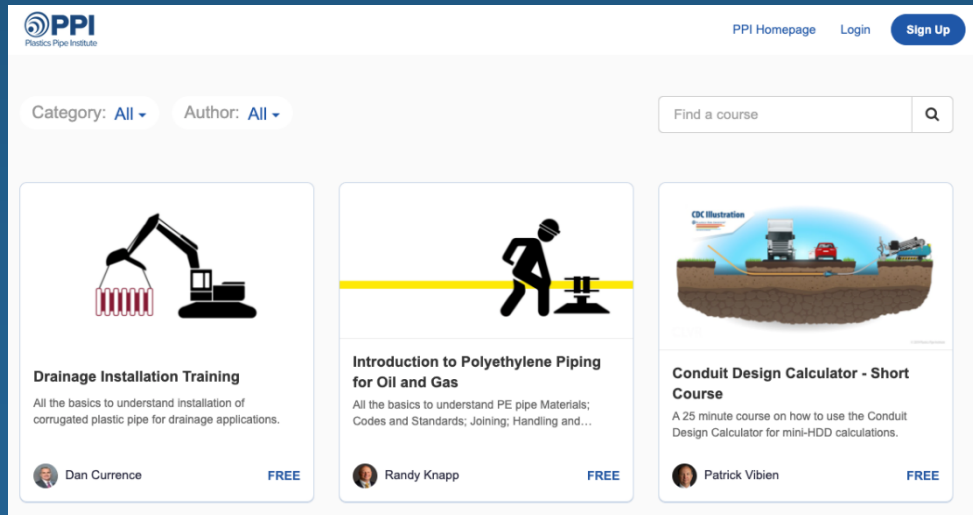 PPI
Plastics Pipe Institute
PPI Homepage
Login
Sign Up
Category: All
Author: All
Find a course
Drainage Installation Training
All the basics to understand installation of
corrugated plastic pipe for drainage applications.
Dan Currence
FREE
Introduction to Polyethylene Piping
for Oil and Gas
All the basics to understand PE pipe Materials;
Codes and Standards; Joining; Handling and…
Randy Knapp
FREE
CDC Illustration
Conduit Design Calculator - Short
Course
A 25 minute course on how to use the Conduit
Design Calculator for mini-HDD calculations.
Patrick Vibien
FREE